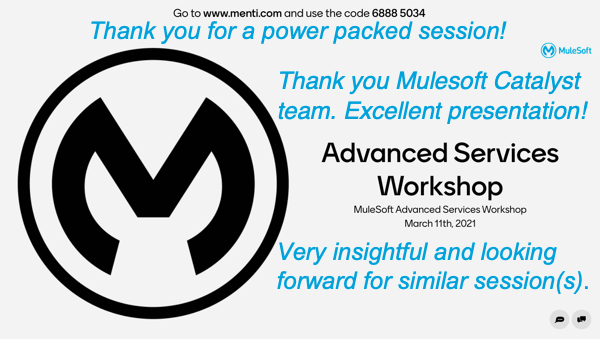 Go to www.menti.com and use the code 6888 5034
Thank you for a power packed session!
MuleSoft
Thank you Mulesoft Catalyst
team. Excellent presentation!
Advanced Services
Workshop
MuleSoft Advanced Services Workshop
March 11th, 2021
Very insightful and looking
forward for similar session(s).